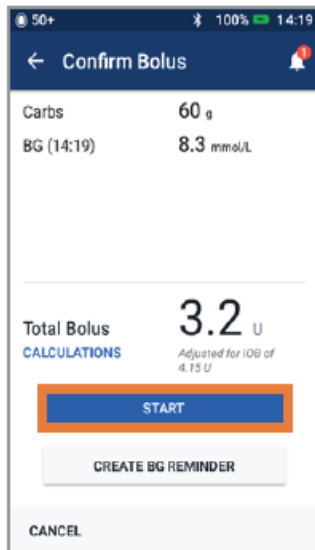 50+ 100% 14:19
← Confirm Bolus 1
Carbs 60 g
BG (14:19) 8.3 mmol/L
Total Bolus 3.2 U
CALCULATIONS Adjusted for IOB of
4.15 U
START
CREATE BG REMINDER
CANCEL